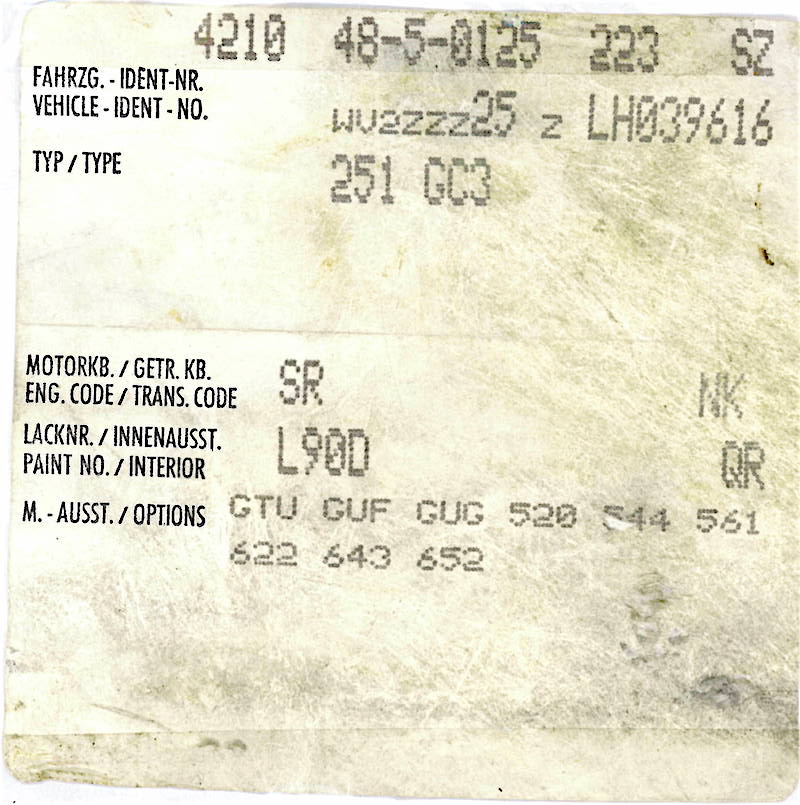 4210 48-5-0125 223 SZ
FAHRZG. - IDENT-NR.
VEHICLE - IDENT - NO. WV2ZZZ25 Z LH039616
TYP / TYPE 251 GC3
MOTORKB. / GETR. KB.
ENG. CODE / TRANS. CODE SR NK
LACKNR. / INNENAUSST.
PAINT NO. / INTERIOR L90D QR
M. - AUSST. / OPTIONS GTU GUF GUG 520 544 561
622 643 652